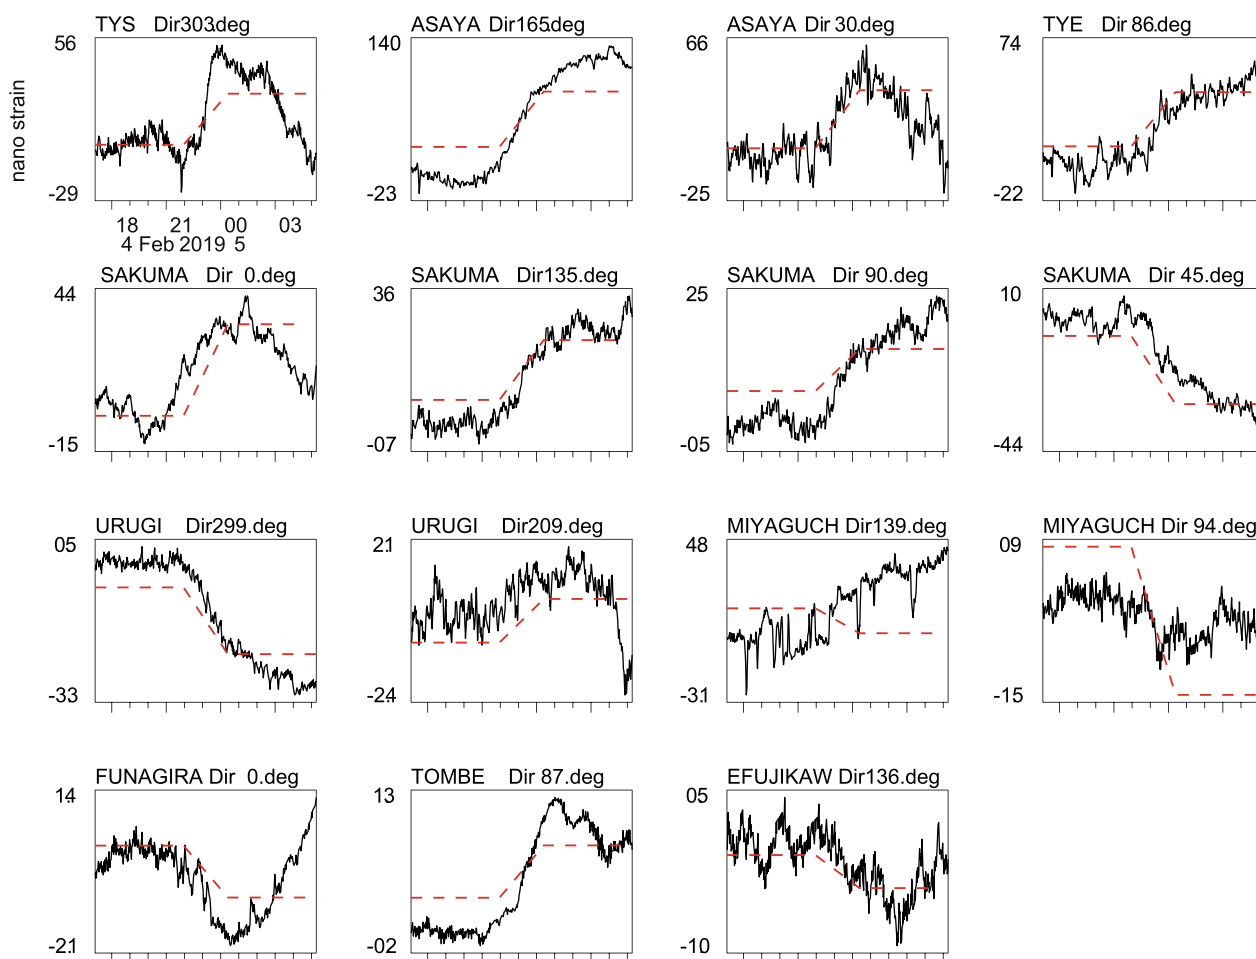 TYS Dir303.deg ASAYA Dir165.deg ASAYA Dir 30.deg TYE Dir 86.deg
56 140 66 74
nano strain
-29 -23 -25 -22
18 21 00 03
4 Feb 2019 5
SAKUMA Dir 0.deg SAKUMA Dir135.deg SAKUMA Dir 90.deg SAKUMA Dir 45.deg
44 36 25 10
-15 -07 -05 -44
URUGI Dir299.deg URUGI Dir209.deg MIYAGUCH Dir139.deg MIYAGUCH Dir 94.deg
05 21 48 09
-33 -24 -31 -15
FUNAGIRA Dir 0.deg TOMBE Dir 87.deg EFUJIKAW Dir136.deg
14 13 05
-21 -02 -10